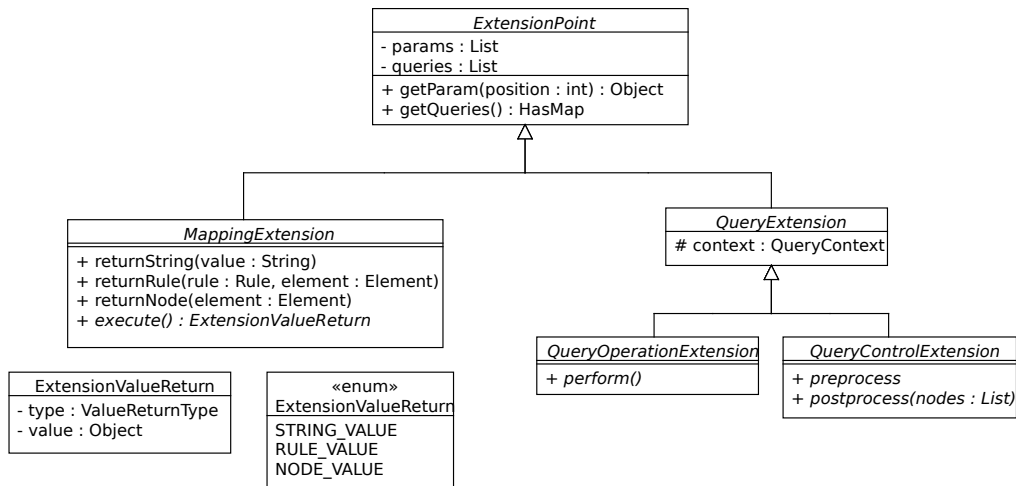 ExtensionPoint
- params : List
- queries : List
+ getParam(position : int) : Object
+ getQueries() : HasMap
MappingExtension
+ returnString(value : String)
+ returnRule(rule : Rule, element : Element)
+ returnNode(element : Element)
+ execute() : ExtensionValueReturn
QueryExtension
# context : QueryContext
QueryOperationExtension
+ perform()
QueryControlExtension
+ preprocess
+ postprocess(nodes : List)
ExtensionValueReturn
- type : ValueReturnType
- value : Object
«enum»
ExtensionValueReturn
STRING_VALUE
RULE_VALUE
NODE_VALUE